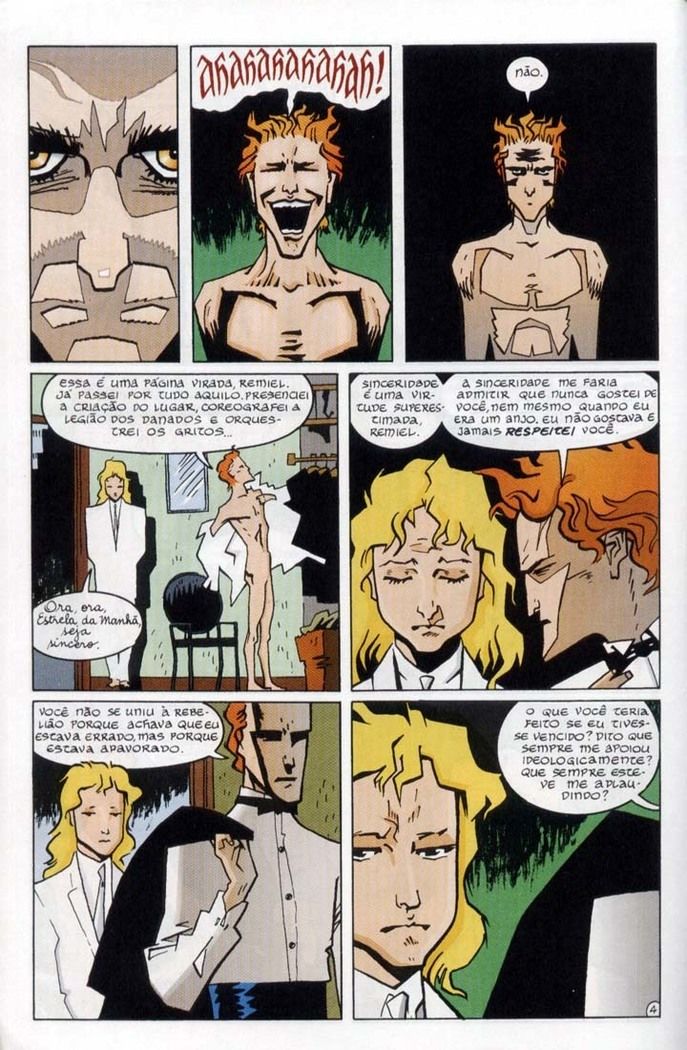 AHAHAHAHAHAH!
NÃO.
ESSA É UMA PÁGINA VIRADA, REMIEL.
JÁ PASSEI POR TUDO AQUILO. PRESENCIEI
A CRIAÇÃO DO LUGAR, COREOGRAFEI A
LEGIÃO DOS DANADOS E ORQUES-
TREI OS GRITOS...
Ora, ora,
Estrela da Manhã,
seja
sincero.
SINCERIDADE
É UMA VIR-
TUDE SUPERES-
TIMADA,
REMIEL.
A SINCERIDADE ME FARIA
ADMITIR QUE NUNCA GOSTEI DE
VOCÊ, NEM MESMO QUANDO EU
ERA UM ANJO. EU NÃO GOSTAVA E
JAMAIS RESPEITEI VOCÊ.
VOCÊ NÃO SE UNIU À REBE-
LIÃO PORQUE ACHAVA QUE EU
ESTAVA ERRADO, MAS PORQUE
ESTAVA APAVORADO.
O QUE VOCÊ TERIA
FEITO SE EU TIVES-
SE VENCIDO? DITO QUE
SEMPRE ME APOIOU
IDEOLOGICAMENTE?
QUE SEMPRE ESTE-
VE ME APLAU-
DINDO?
4